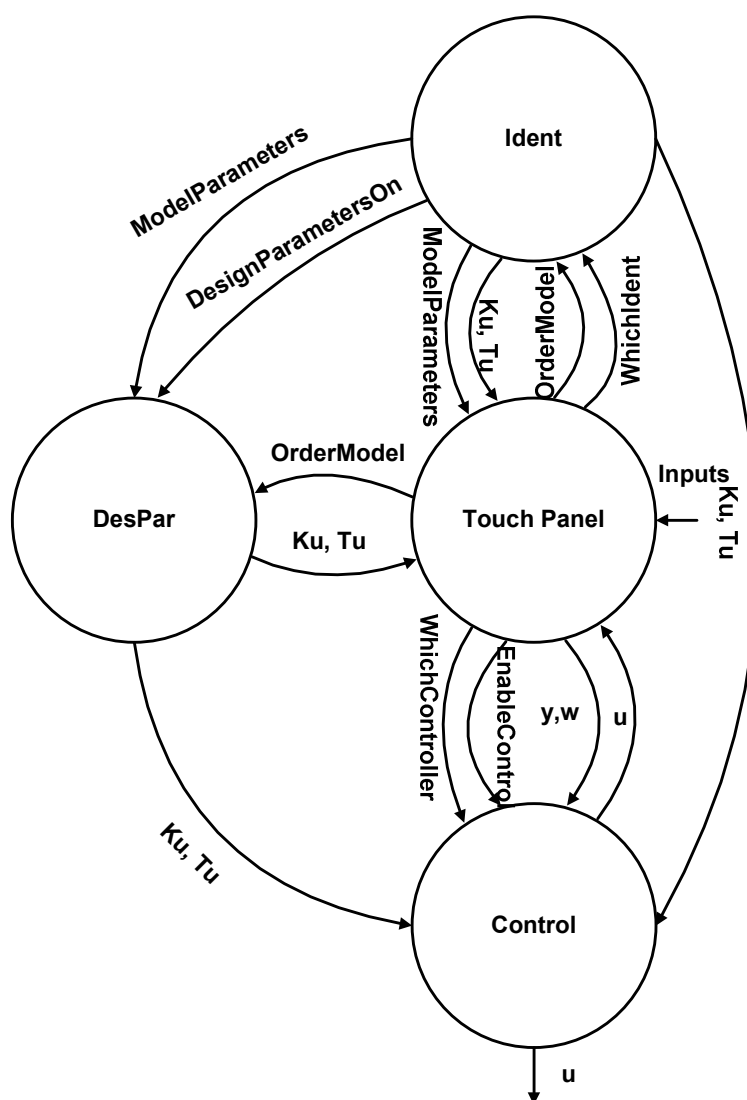 Ident
ModelParameters
DesignParametersOn
ModelParameters
Ku, Tu
OrderModel
WhichIdent
OrderModel
DesPar
Ku, Tu
Touch Panel
Inputs
Ku, Tu
WhichController
EnableControl
y,w
u
Ku, Tu
Control
u